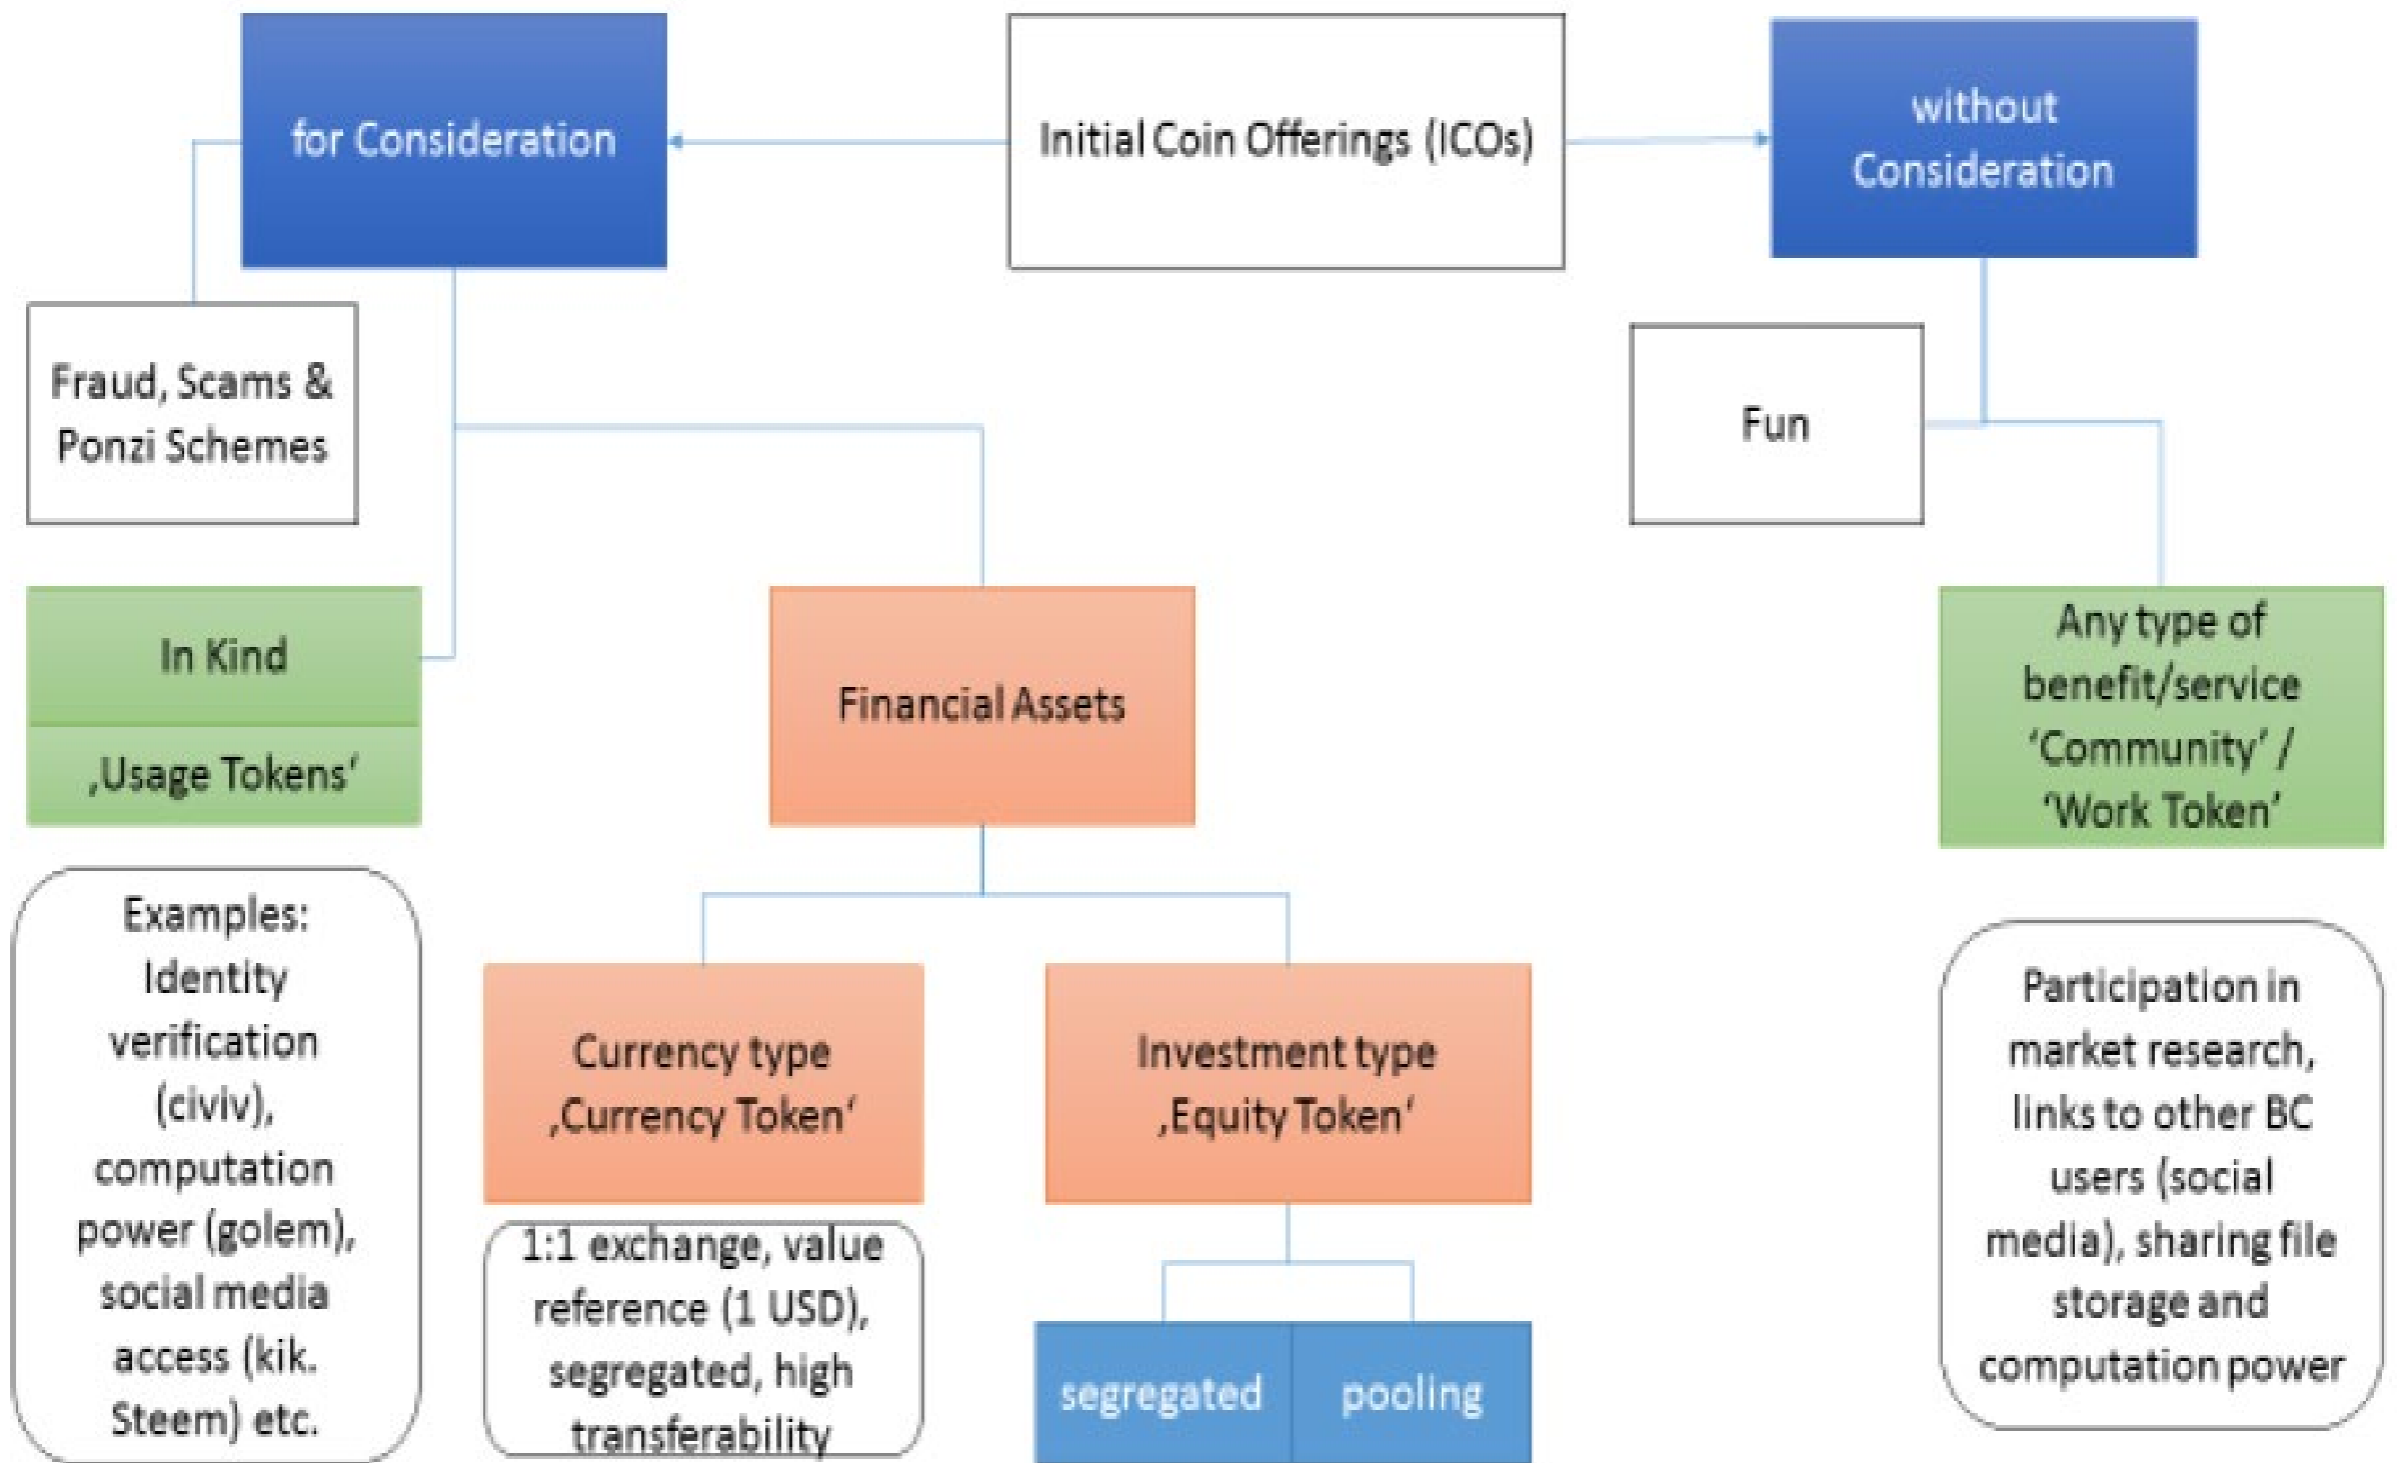 for Consideration
Initial Coin Offerings (ICOs)
without
Consideration
Fraud, Scams &
Ponzi Schemes
Fun
In Kind
‚Usage Tokens‘
Financial Assets
Any type of
benefit/service
‘Community’ /
‘Work Token’
Examples:
Identity
verification
(civiv),
computation
power (golem),
social media
access (kik.
Steem) etc.
Currency type
‚Currency Token‘
1:1 exchange, value
reference (1 USD),
segregated, high
transferability
Investment type
‚Equity Token‘
segregated
pooling
Participation in
market research,
links to other BC
users (social
media), sharing file
storage and
computation power